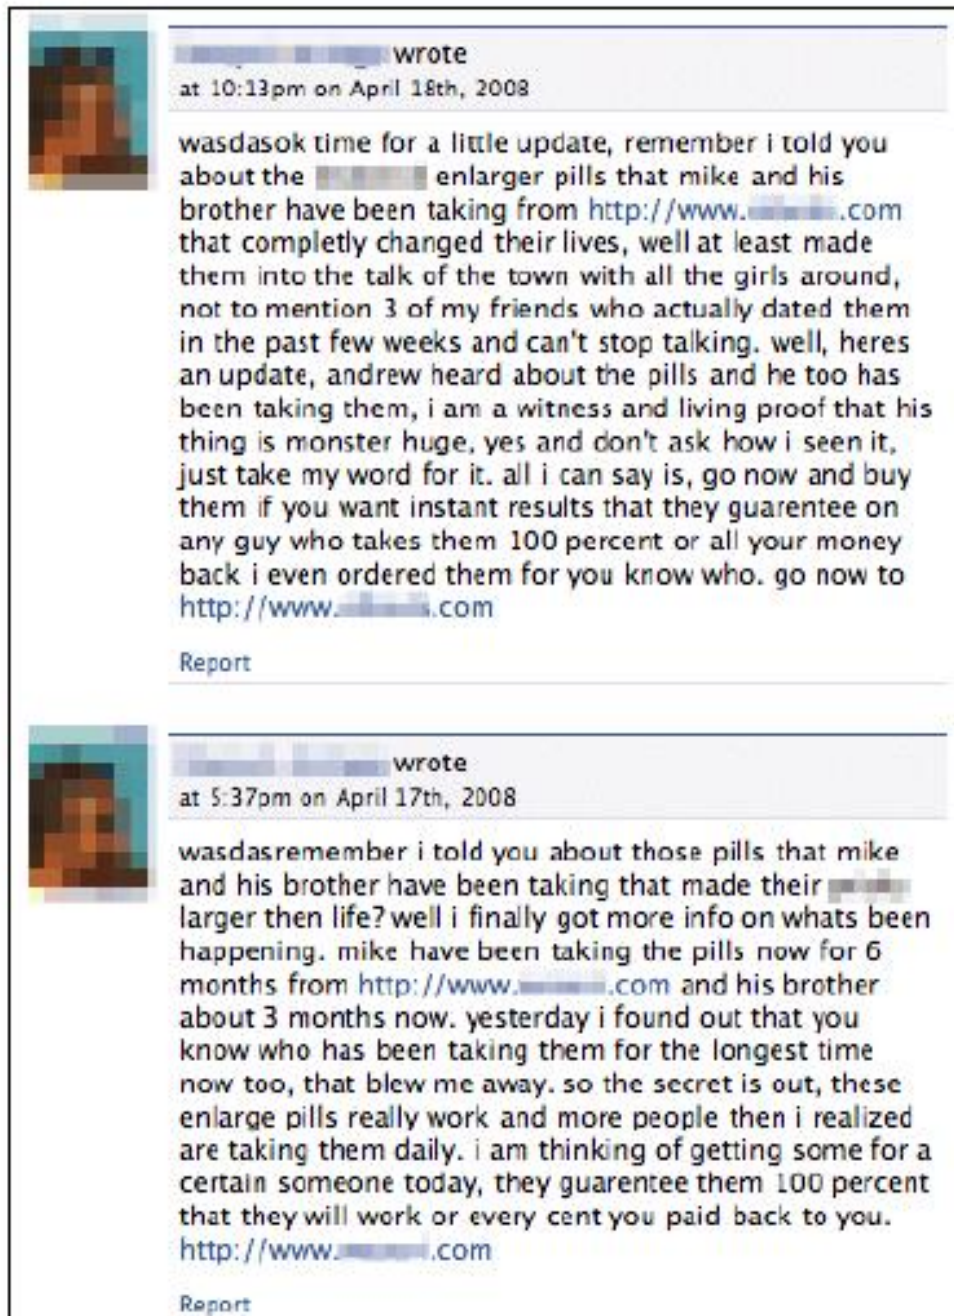 wrote
at 10:13pm on April 18th, 2008
wasdasok time for a little update, remember i told you
about the enlarger pills that mike and his
brother have been taking from http://www. .com
that completly changed their lives, well at least made
them into the talk of the town with all the girls around,
not to mention 3 of my friends who actually dated them
in the past few weeks and can't stop talking. well, heres
an update, andrew heard about the pills and he too has
been taking them, i am a witness and living proof that his
thing is monster huge, yes and don't ask how i seen it,
just take my word for it. all i can say is, go now and buy
them if you want instant results that they guarentee on
any guy who takes them 100 percent or all your money
back i even ordered them for you know who. go now to
http://www. .com
Report
wrote
at 5:37pm on April 17th, 2008
wasdasremember i told you about those pills that mike
and his brother have been taking that made their
larger then life? well i finally got more info on whats been
happening. mike have been taking the pills now for 6
months from http://www. .com and his brother
about 3 months now. yesterday i found out that you
know who has been taking them for the longest time
now too, that blew me away. so the secret is out, these
enlarge pills really work and more people then i realized
are taking them daily. i am thinking of getting some for a
certain someone today, they guarentee them 100 percent
that they will work or every cent you paid back to you.
http://www. .com
Report